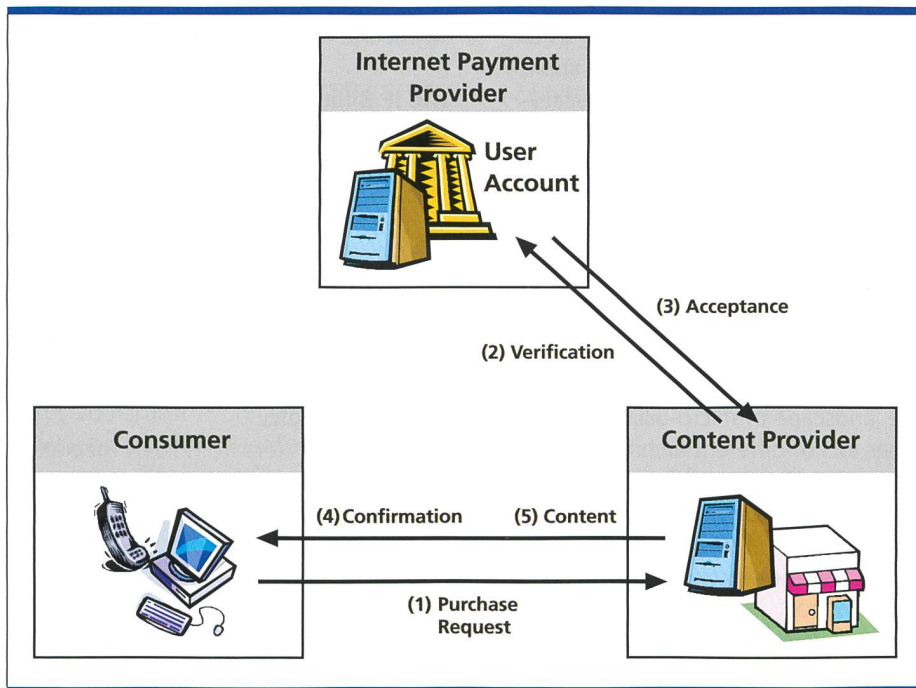 Internet Payment
Provider
User
Account
(3) Acceptance
(2) Verification
Consumer
Content Provider
(4) Confirmation
(5) Content
(1) Purchase
Request